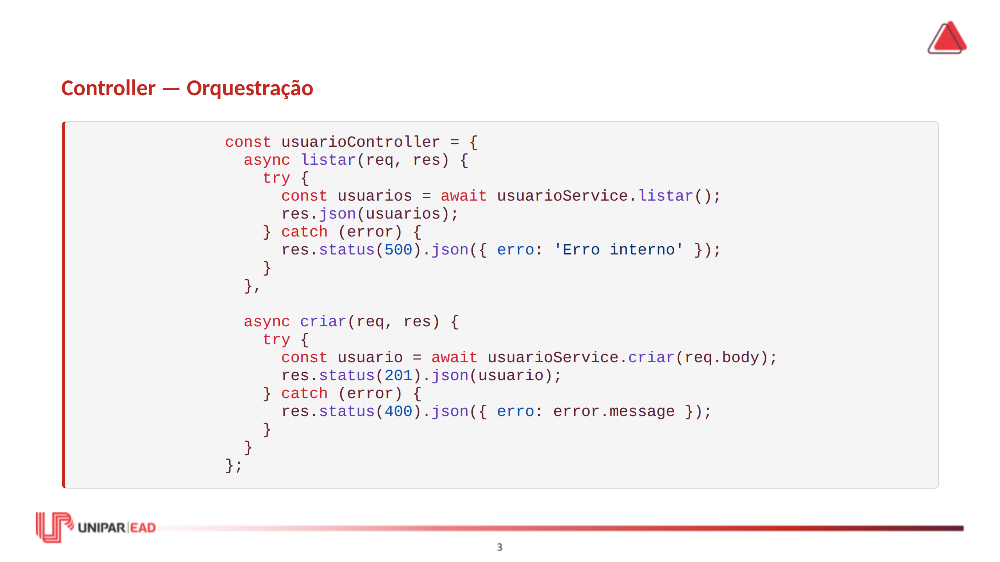 Controller — Orquestração
const usuarioController = {
  async listar(req, res) {
    try {
      const usuarios = await usuarioService.listar();
      res.json(usuarios);
    } catch (error) {
      res.status(500).json({ erro: 'Erro interno' });
    }
  },

  async criar(req, res) {
    try {
      const usuario = await usuarioService.criar(req.body);
      res.status(201).json(usuario);
    } catch (error) {
      res.status(400).json({ erro: error.message });
    }
  }
};
UNIPAR|EAD
3